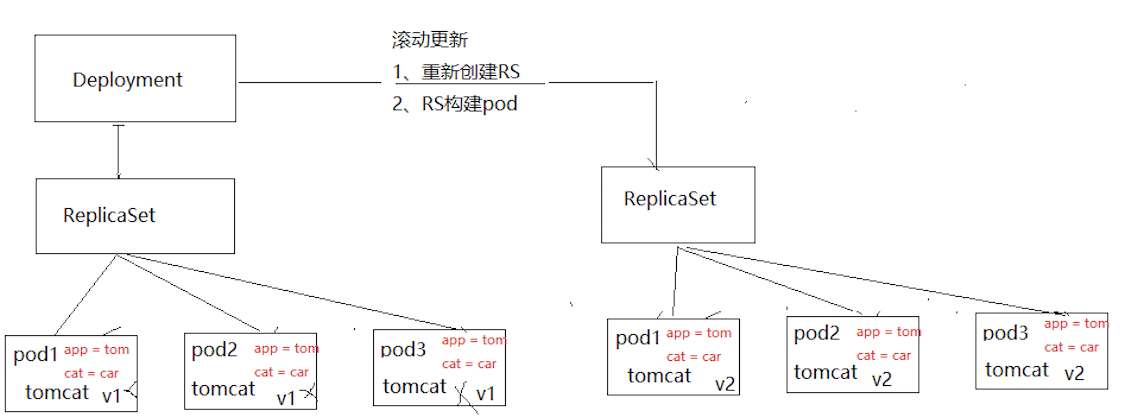 滚动更新
Deployment
1、重新创建RS
2、RS构建pod
ReplicaSet
ReplicaSet
pod1 app = tom
cat = car
tomcat v1
pod2 app = tom
cat = car
tomcat v1
pod3 app = tom
cat = car
tomcat v1
pod1 app = tom
cat = car
tomcat v2
pod2 app = tom
cat = car
tomcat v2
pod3 app = tom
cat = car
tomcat v2